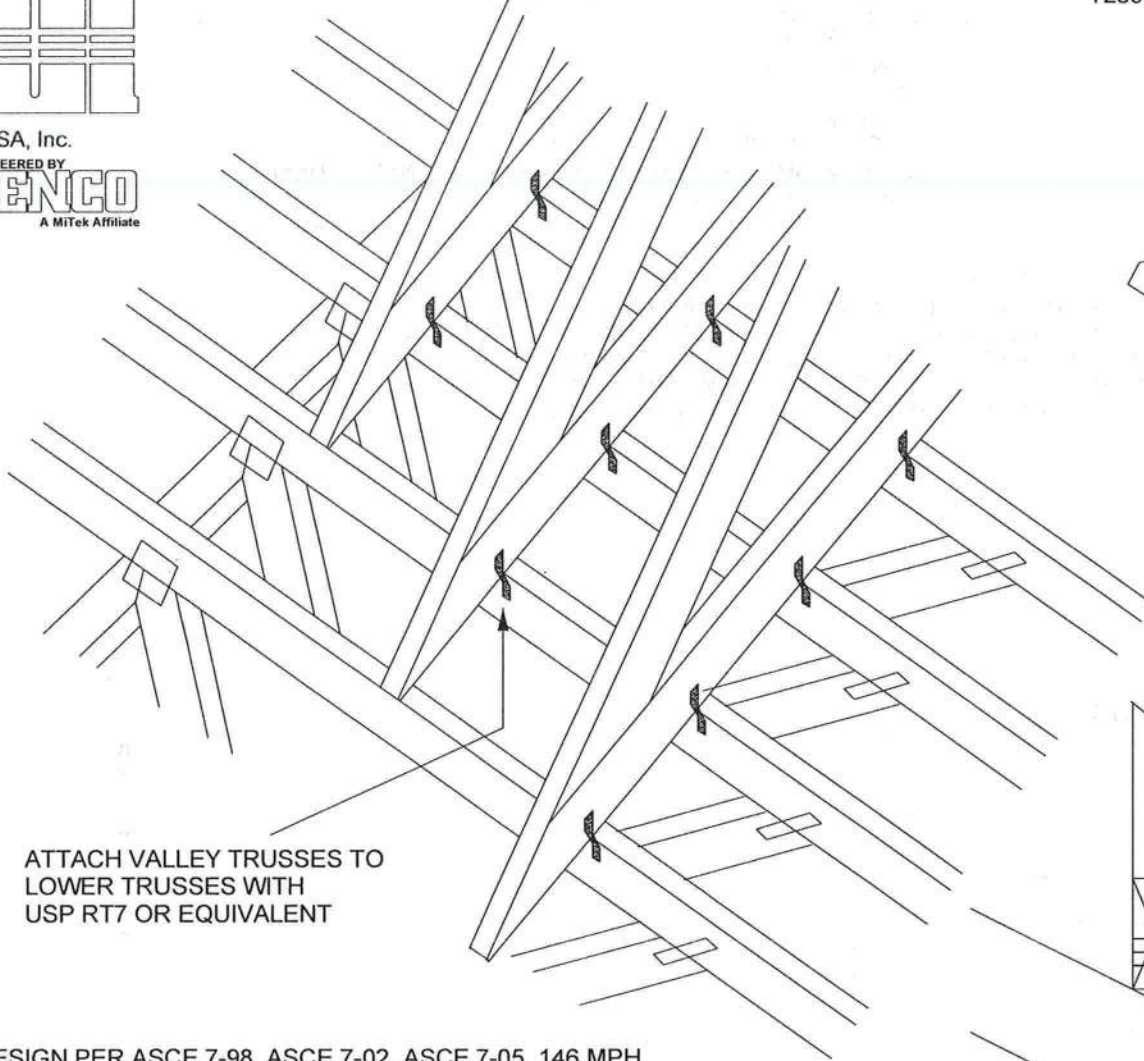 SA, Inc.
EERED BY
ENCO
A MiTek Affiliate
ATTACH VALLEY TRUSSES TO
LOWER TRUSSES WITH
USP RT7 OR EQUIVALENT
ESIGN PER ASCE 7-98, ASCE 7-02, ASCE 7-05 146 MPH